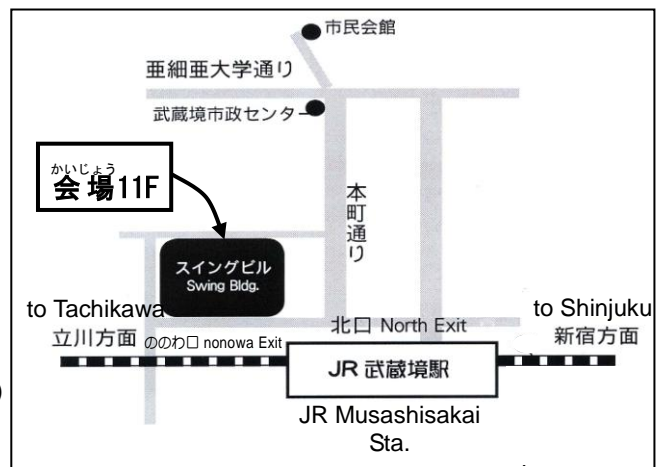 市民会館
亜細亜大学通り
武蔵境市政センター
かいじょう
会場11F
本町通り
スイングビル
Swing Bldg.
to Tachikawa
立川方面
ののわ口 nonowa Exit
北口 North Exit
to Shinjuku
新宿方面
JR 武蔵境駅
JR Musashisakai
Sta.
)